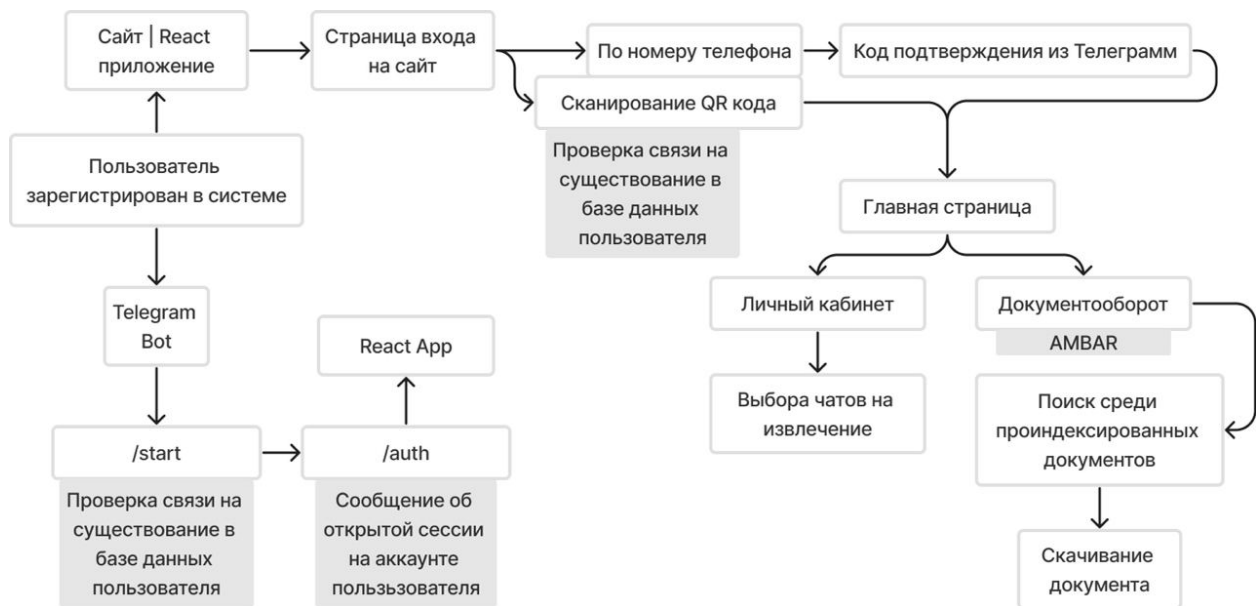 Сайт | React
приложение
Страница входа
на сайт
По номеру телефона
Код подтверждения из Телеграмм
Сканирование QR кода
Проверка связи на
существование в
базе данных
пользователя
Пользователь
зарегистрирован в системе
Главная страница
Telegram
Bot
React App
Личный кабинет
Документооборот
AMBAR
Выбора чатов на
извлечение
Поиск среди
проиндексированных
документов
/start
Проверка связи на
существование в
базе данных
пользователя
/auth
Сообщение об
открытой сессии
на аккаунте
пользьзователя
Скачивание
документа